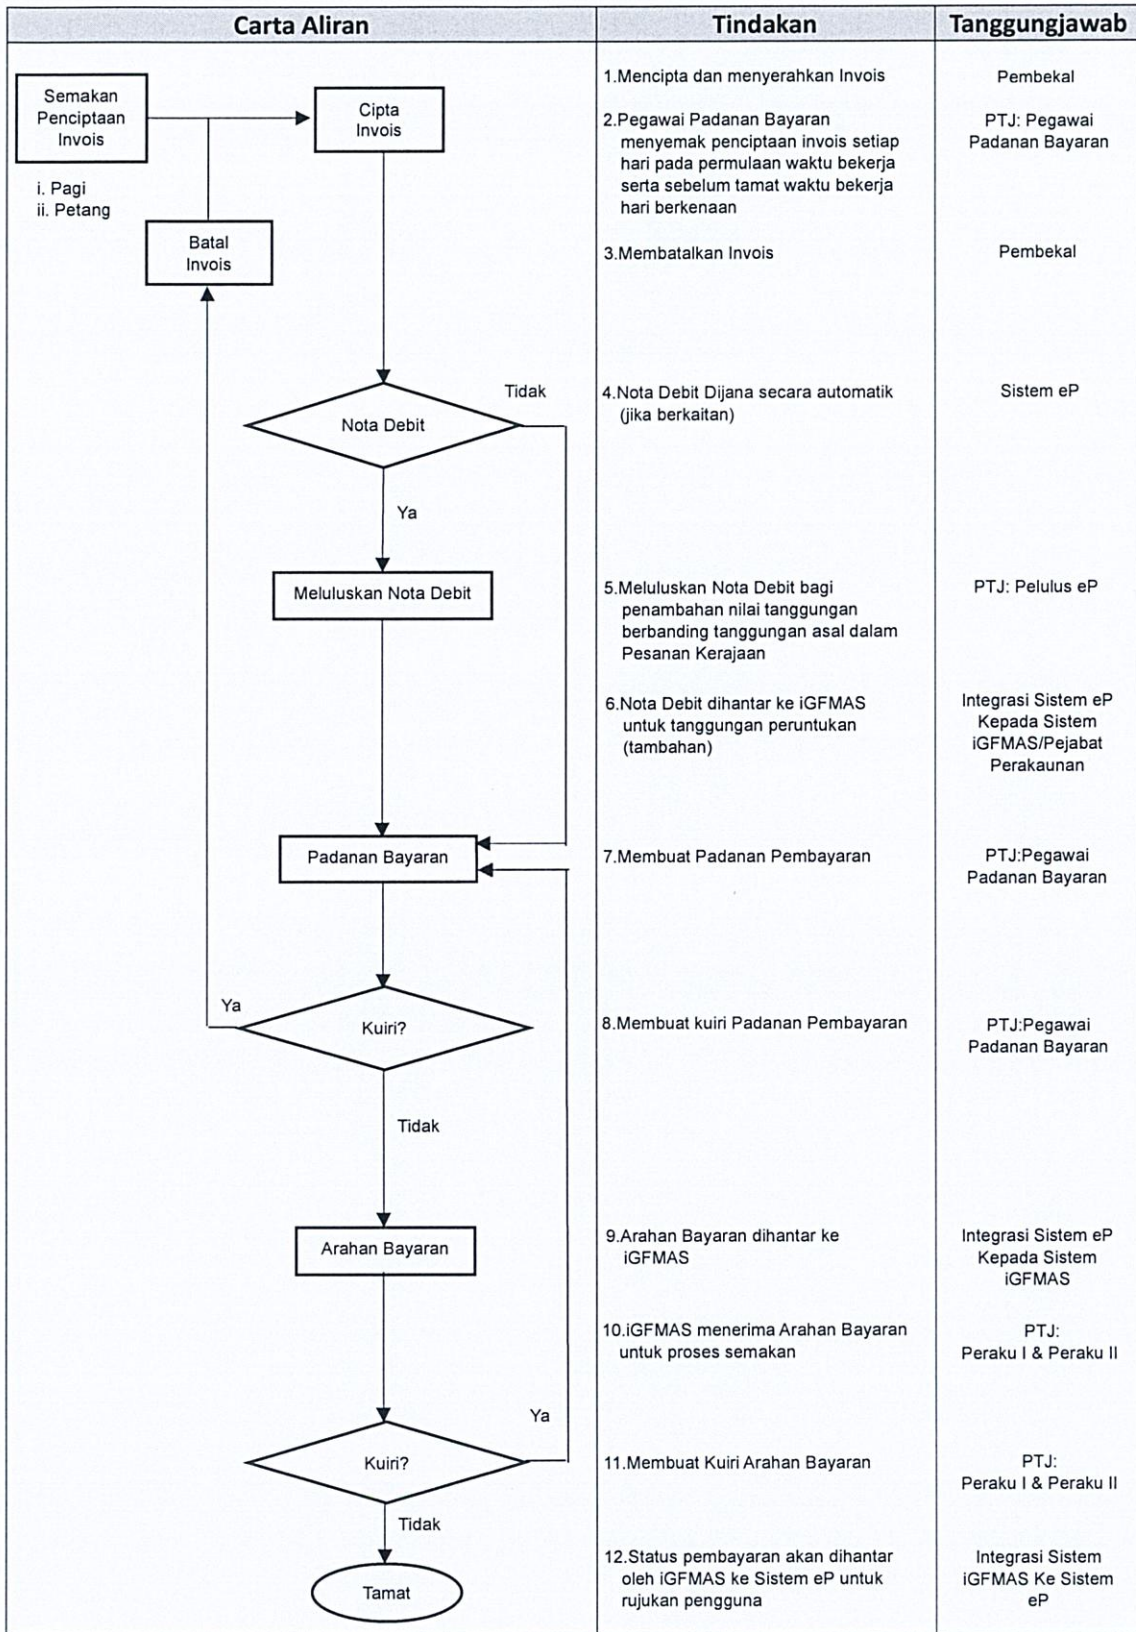 Carta Aliran
Tindakan
Tanggungjawab
Semakan
Penciptaan
Invois
i. Pagi
ii. Petang
Cipta
Invois
Batal
Invois
Nota Debit
Tidak
Ya
Meluluskan Nota Debit
Padanan Bayaran
Kuiri?
Ya
Tidak
Arahan Bayaran
Kuiri?
Ya
Tidak
Tamat
1.Mencipta dan menyerahkan Invois
Pembekal
2.Pegawai Padanan Bayaran
menyemak penciptaan invois setiap
hari pada permulaan waktu bekerja
serta sebelum tamat waktu bekerja
hari berkenaan
PTJ: Pegawai
Padanan Bayaran
3.Membatalkan Invois
Pembekal
4.Nota Debit Dijana secara automatik
(jika berkaitan)
Sistem eP
5.Meluluskan Nota Debit bagi
penambahan nilai tanggungan
berbanding tanggungan asal dalam
Pesanan Kerajaan
PTJ: Pelulus eP
6.Nota Debit dihantar ke iGFMAS
untuk tanggungan peruntukan
(tambahan)
Integrasi Sistem eP
Kepada Sistem
iGFMAS/Pejabat
Perakaunan
7.Membuat Padanan Pembayaran
PTJ:Pegawai
Padanan Bayaran
8.Membuat kuiri Padanan Pembayaran
PTJ:Pegawai
Padanan Bayaran
9.Arahan Bayaran dihantar ke
iGFMAS
Integrasi Sistem eP
Kepada Sistem
iGFMAS
10.iGFMAS menerima Arahan Bayaran
untuk proses semakan
PTJ:
Peraku I & Peraku II
11.Membuat Kuiri Arahan Bayaran
PTJ:
Peraku I & Peraku II
12.Status pembayaran akan dihantar
oleh iGFMAS ke Sistem eP untuk
rujukan pengguna
Integrasi Sistem
iGFMAS Ke Sistem
eP